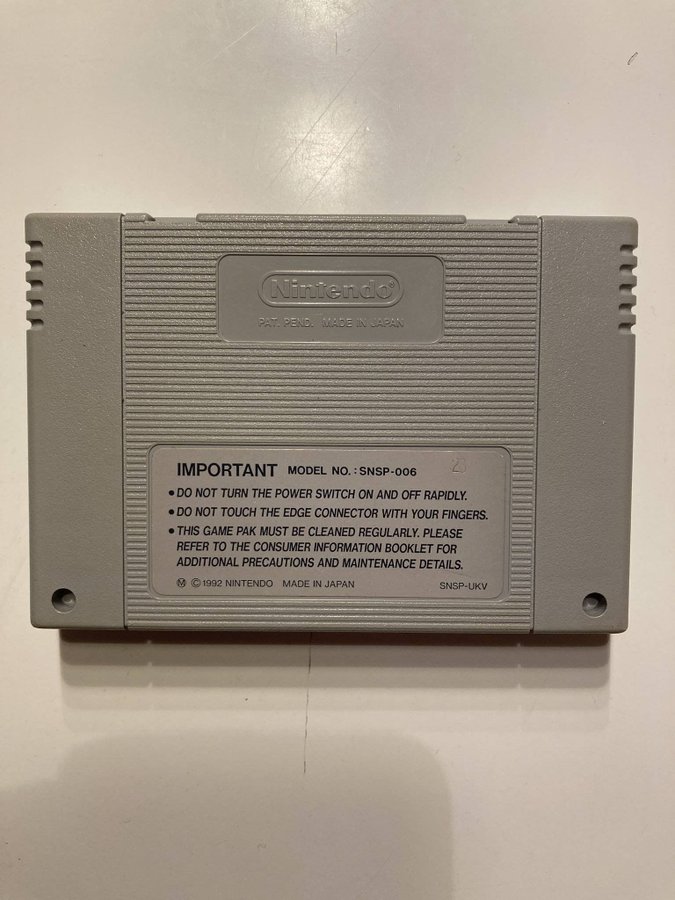 Nintendo®
PAT. PEND. MADE IN JAPAN
IMPORTANT MODEL NO.: SNSP-006 23
• DO NOT TURN THE POWER SWITCH ON AND OFF RAPIDLY.
• DO NOT TOUCH THE EDGE CONNECTOR WITH YOUR FINGERS.
• THIS GAME PAK MUST BE CLEANED REGULARLY. PLEASE
REFER TO THE CONSUMER INFORMATION BOOKLET FOR
ADDITIONAL PRECAUTIONS AND MAINTENANCE DETAILS.
Ⓜ © 1992 NINTENDO MADE IN JAPAN SNSP-UKV